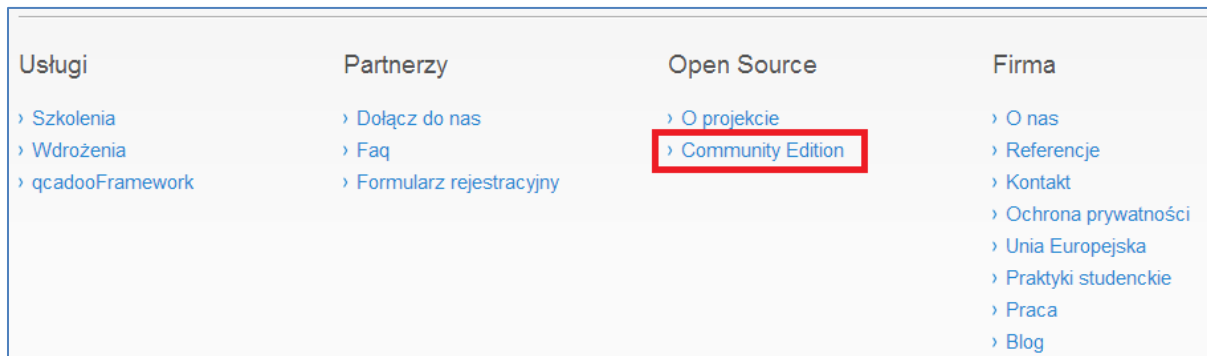 Usługi
› Szkolenia
› Wdrożenia
› qcadooFramework
Partnerzy
› Dołącz do nas
› Faq
› Formularz rejestracyjny
Open Source
› O projekcie
› Community Edition
Firma
› O nas
› Referencje
› Kontakt
› Ochrona prywatności
› Unia Europejska
› Praktyki studenckie
› Praca
› Blog